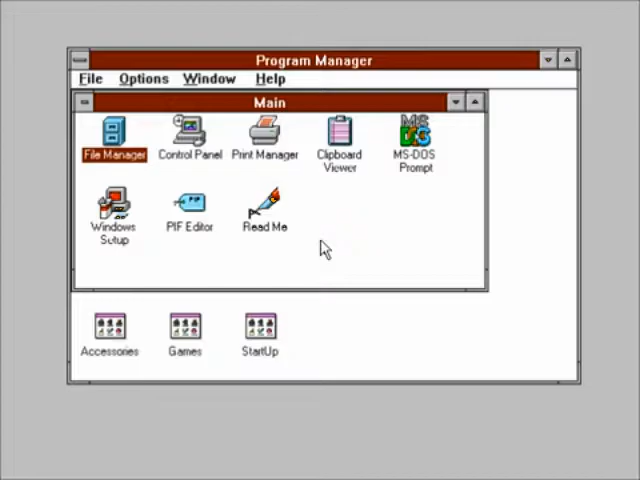 Program Manager
File Options Window Help
Main
File Manager Control Panel Print Manager Clipboard Viewer MS-DOS Prompt
Windows Setup PIF Editor Read Me
Accessories Games StartUp